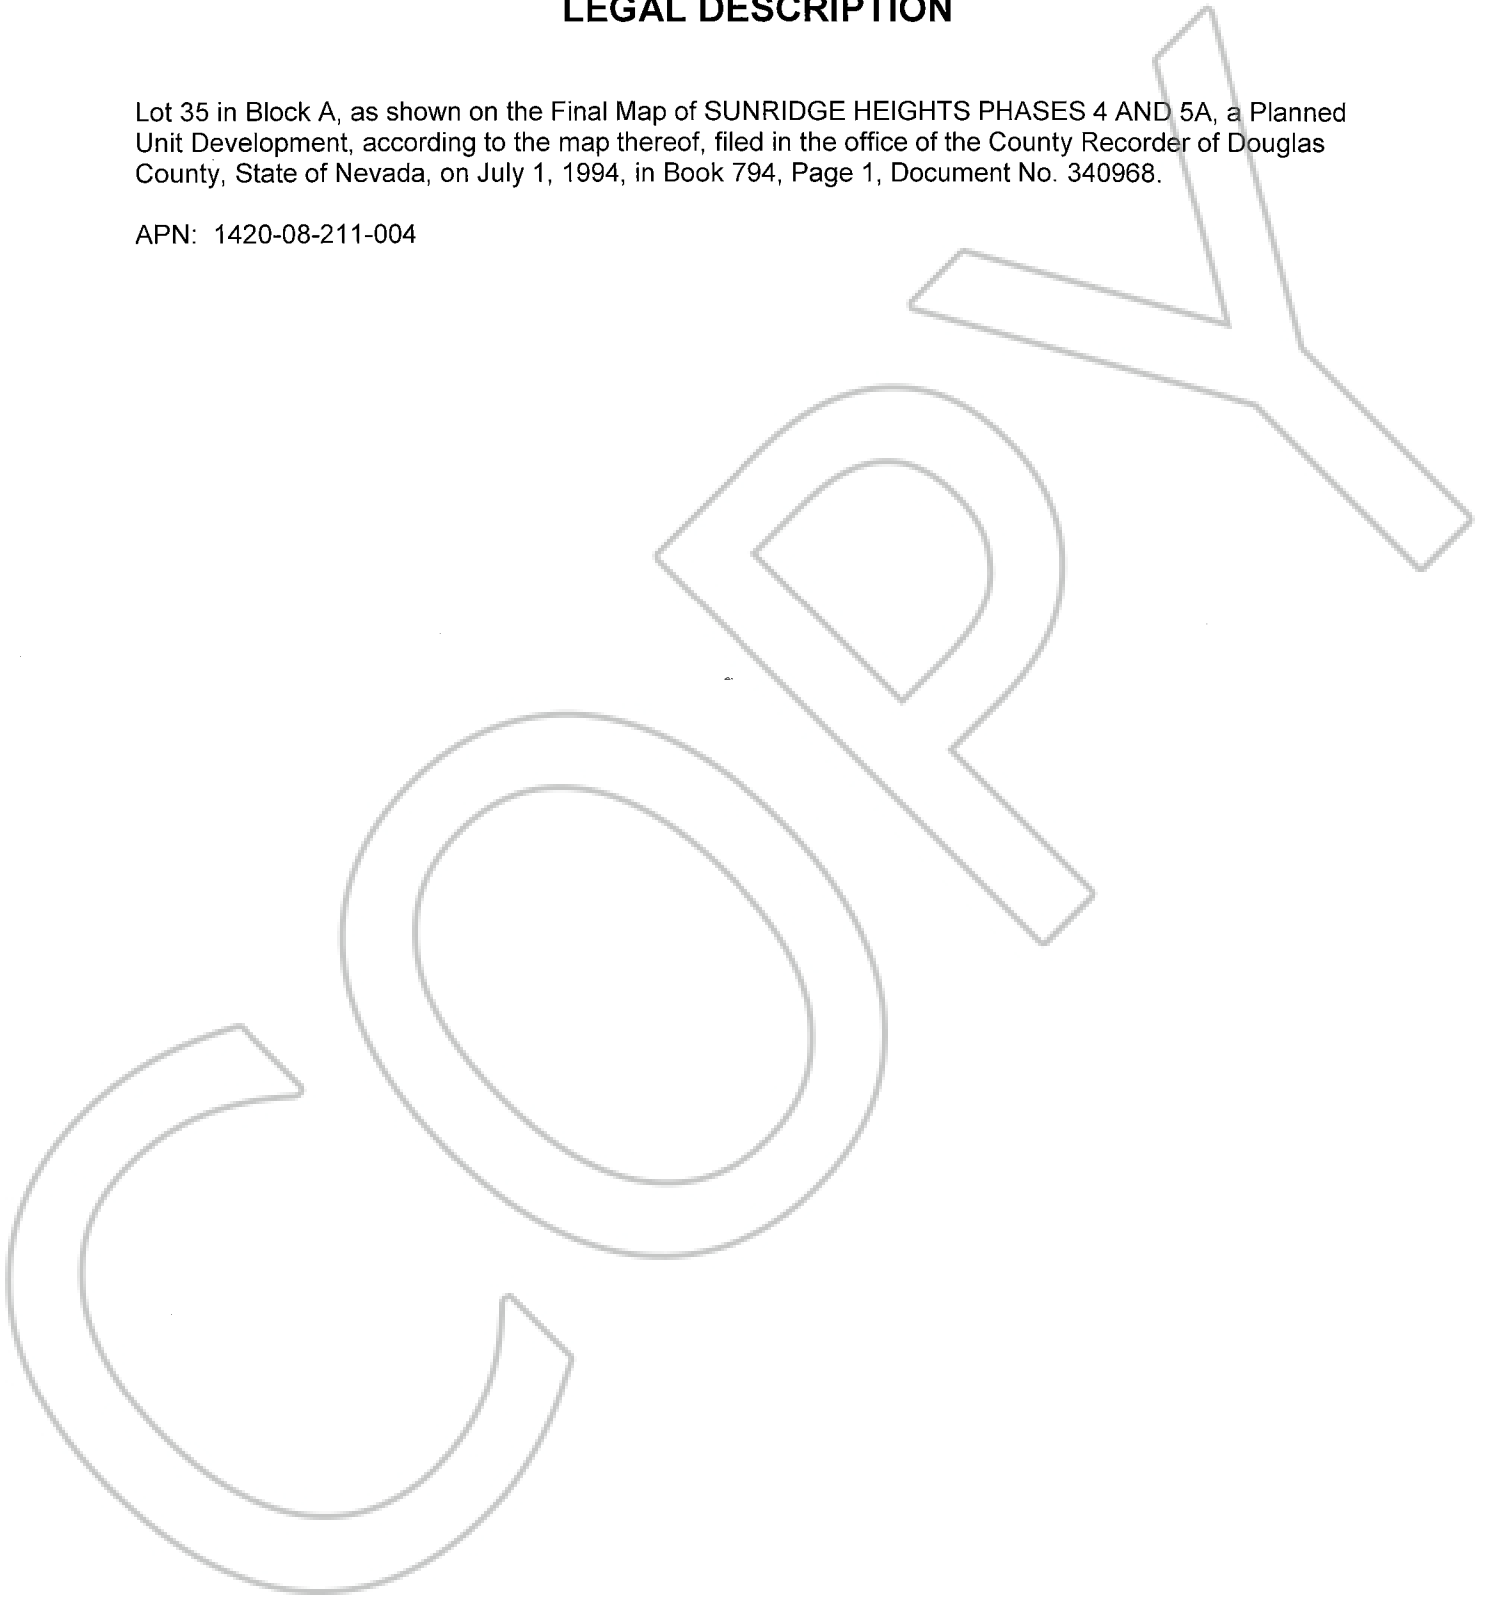 LEGAL DESCRIPTION
Lot 35 in Block A, as shown on the Final Map of SUNRIDGE HEIGHTS PHASES 4 AND 5A, a Planned
Unit Development, according to the map thereof, filed in the office of the County Recorder of Douglas
County, State of Nevada, on July 1, 1994, in Book 794, Page 1, Document No. 340968.
APN: 1420-08-211-004
COPY